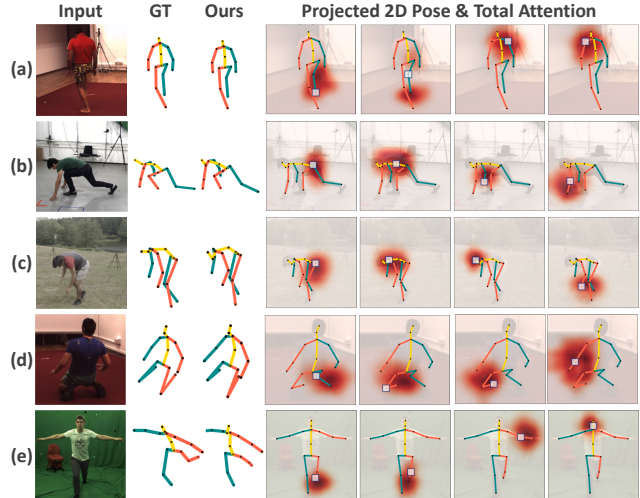 Input GT Ours Projected 2D Pose & Total Attention
(a)
(b)
(c)
(d)
(e)